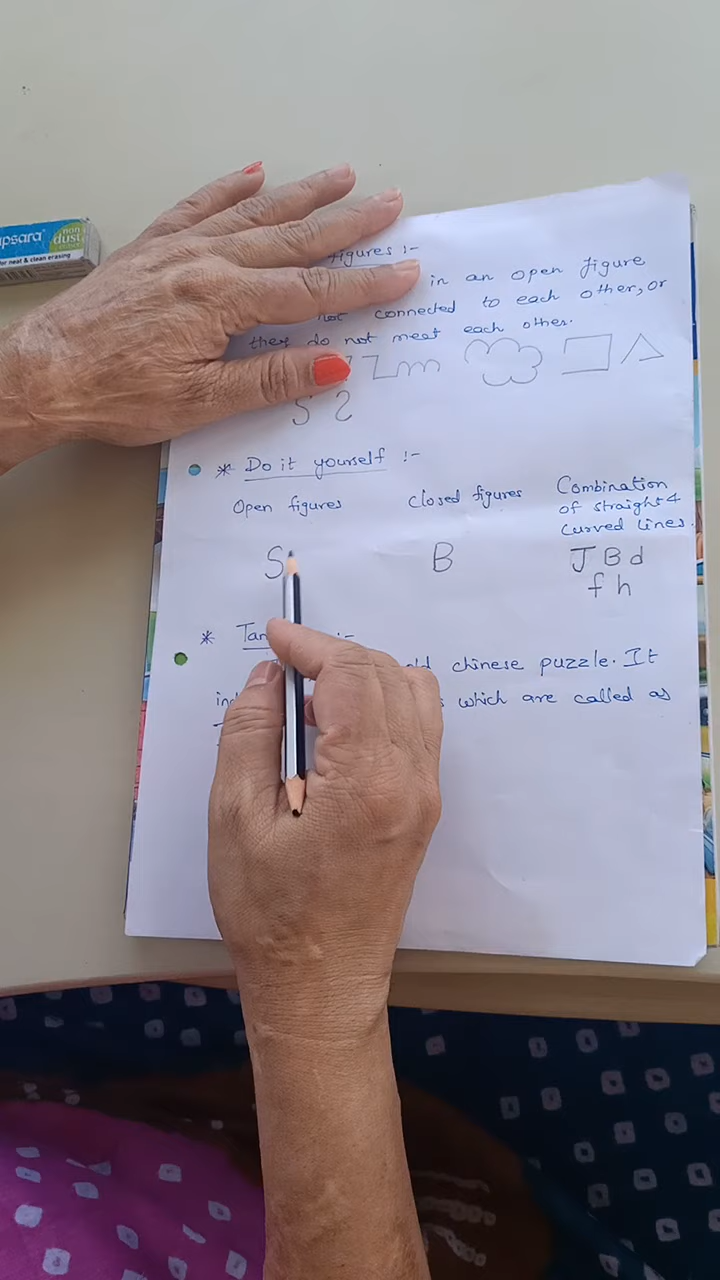 apsara
non
dust
for neat & clean erasing
figures :-
in an open figure
connected to each other, or
they do not meet each other.
S 2
* Do it yourself :-
Open figures
closed figures
Combination
of straight &
curved lines.
S
B
J B d
f h
* Tan :-
old chinese puzzle. It
which are called as